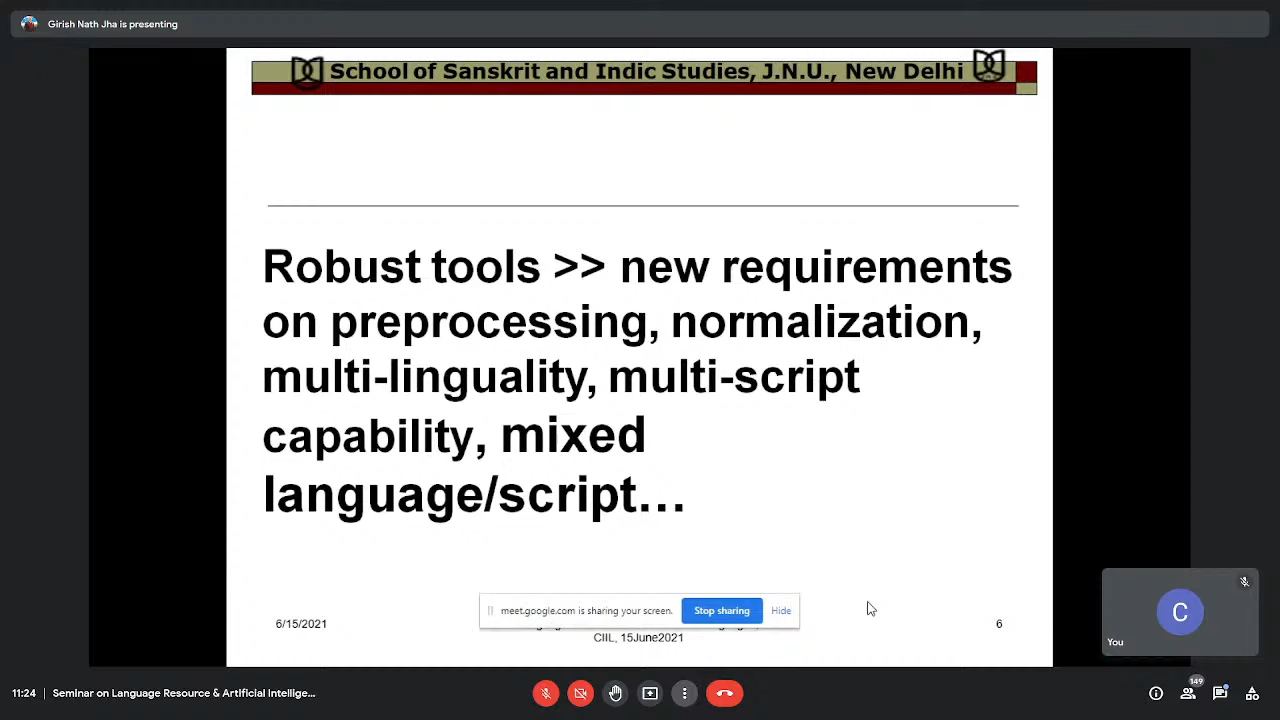 Girish Nath Jha is presenting
School of Sanskrit and Indic Studies, J.N.U., New Delhi
Robust tools >> new requirements
on preprocessing, normalization,
multi-linguality, multi-script
capability, mixed
language/script…
meet.google.com is sharing your screen. Stop sharing Hide
6/15/2021
CIIL, 15June2021
6
C
You
11:24 | Seminar on Language Resource & Artificial Intellige...
149